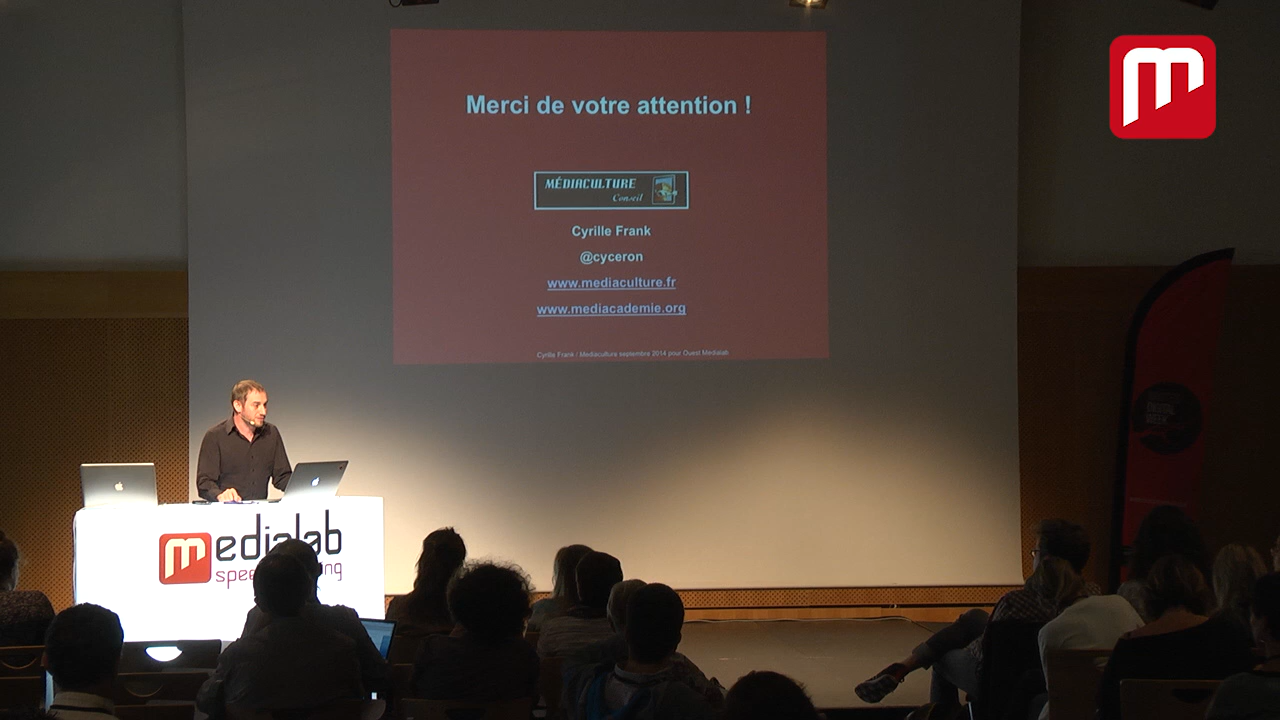 Merci de votre attention !
MÉDIACULTURE
Conseil
Cyrille Frank
@cyceron
www.mediaculture.fr
www.mediacademie.org
Cyrille Frank / Mediaculture septembre 2014 pour Ouest Médialab
medialab